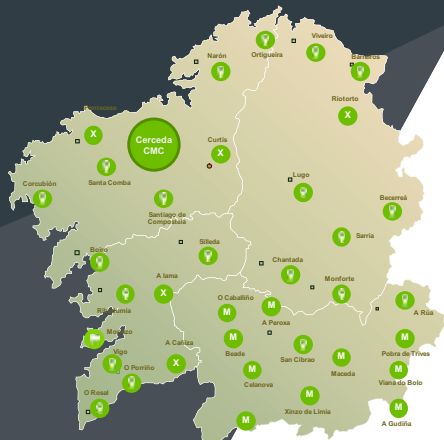 Viveiro
Ortigueira
Narón
Barreiros
Riotorto
X
X
Cerceda
CMC
Curtis
X
Santa Comba
Lugo
Corcubión
Becerreá
Santiago de
Compostela
Sarria
Silleda
Boiro
Chantada
A lama
X
Monforte
Ribadumia
O Caballiño
M
A Peroxa
M
A Rúa
Moaña
A Cañiza
X
Vigo
M
Beade
San Cibrao
M
Pobra de Trives
O Porriño
M
Celanova
M
Maceda
M
Viana do Bolo
O Rosal
M
Xinzo de Limia
M
A Gudiña
M